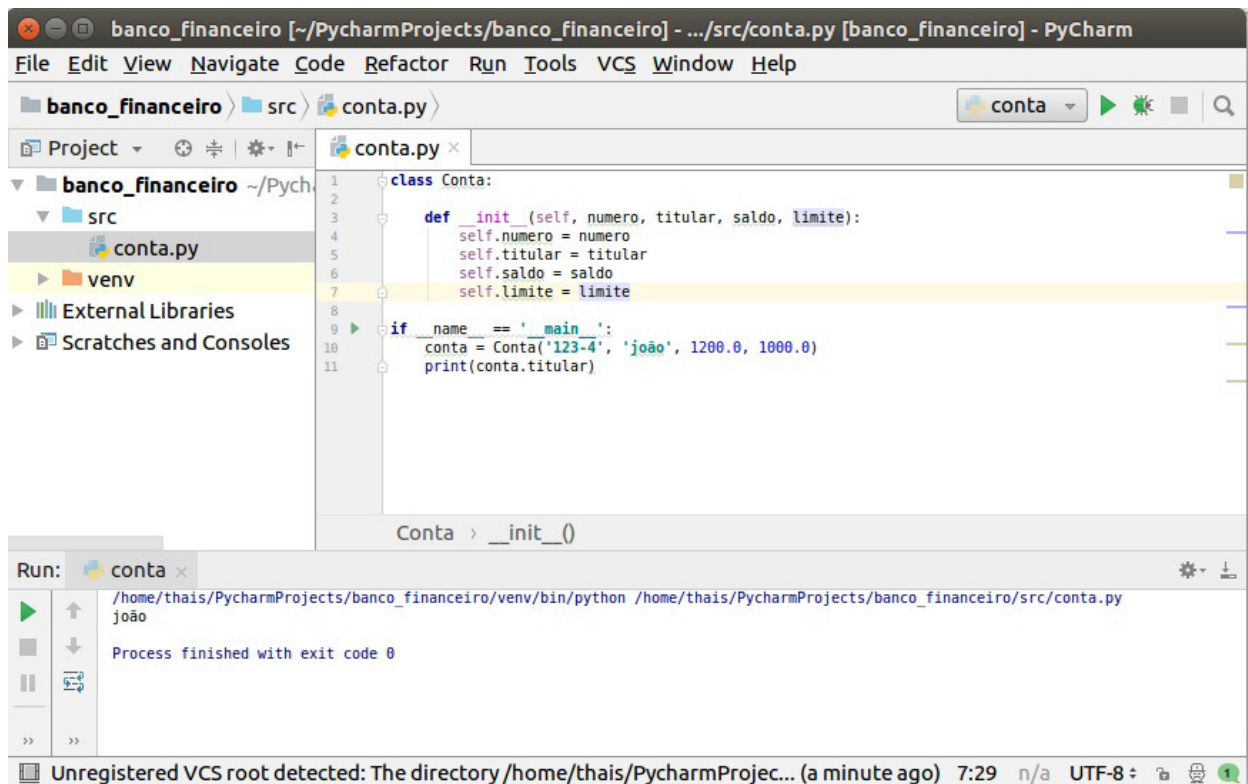 banco_financeiro [~/PycharmProjects/banco_financeiro] - .../src/conta.py [banco_financeiro] - PyCharm
File Edit View Navigate Code Refactor Run Tools VCS Window Help
banco_financeiro src conta.py conta
Project conta.py
banco_financeiro ~/Pych
src
conta.py
venv
External Libraries
Scratches and Consoles
1 class Conta:
2
3 def __init__(self, numero, titular, saldo, limite):
4 self.numero = numero
5 self.titular = titular
6 self.saldo = saldo
7 self.limite = limite
8
9 if __name__ == '__main__':
10 conta = Conta('123-4', 'joão', 1200.0, 1000.0)
11 print(conta.titular)
Conta › __init__()
Run: conta
/home/thais/PycharmProjects/banco_financeiro/venv/bin/python /home/thais/PycharmProjects/banco_financeiro/src/conta.py
joão
Process finished with exit code 0
Unregistered VCS root detected: The directory /home/thais/PycharmProjec... (a minute ago) 7:29 n/a UTF-8 1